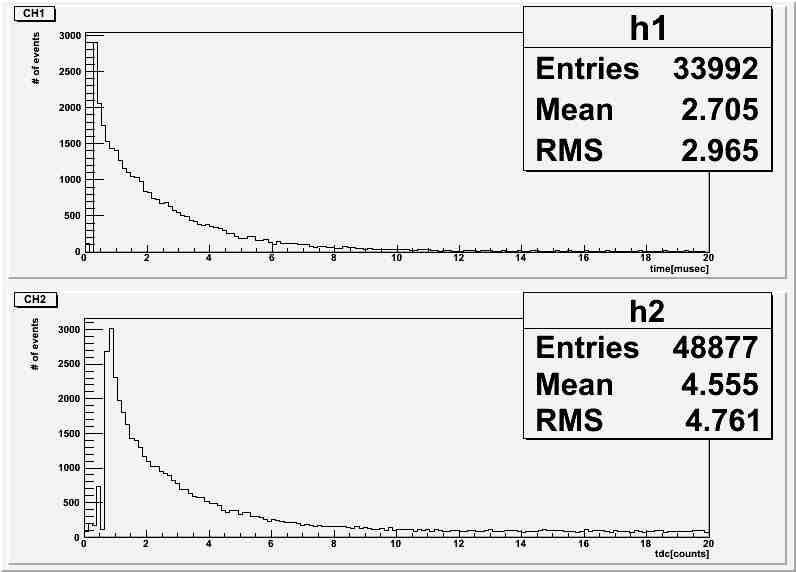 CH1
h1
Entries 33992
Mean 2.705
RMS 2.965
# of events
3000
2500
2000
1500
1000
500
0
0 2 4 6 8 10 12 14 16 18 20
time[musec]
CH2
h2
Entries 48877
Mean 4.555
RMS 4.761
# of events
3000
2500
2000
1500
1000
500
0
0 2 4 6 8 10 12 14 16 18 20
tdc[counts]